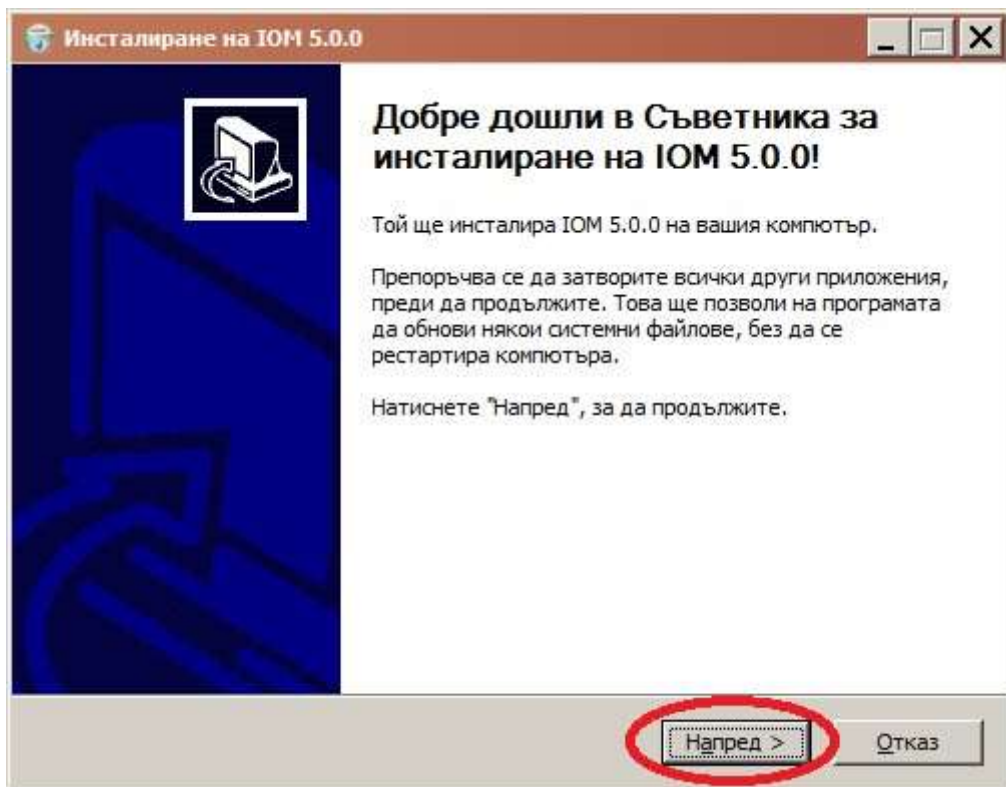 Инсталиране на IOM 5.0.0
Добре дошли в Съветника за
инсталиране на IOM 5.0.0!
Той ще инсталира IOM 5.0.0 на вашия компютър.
Препоръчва се да затворите всички други приложения,
преди да продължите. Това ще позволи на програмата
да обнови някои системни файлове, без да се
рестартира компютъра.
Натиснете "Напред", за да продължите.
Напред >
Отказ